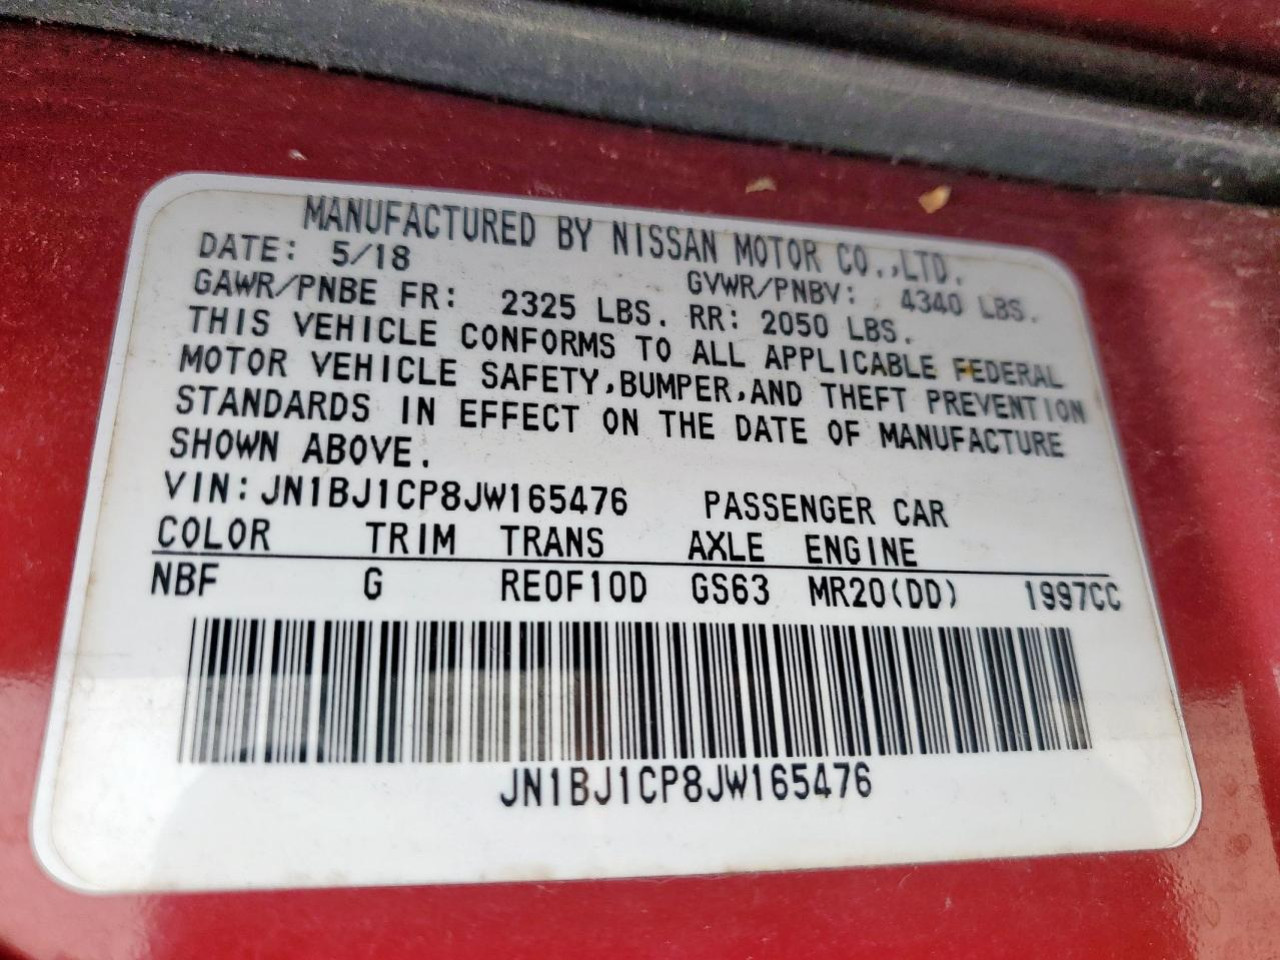 MANUFACTURED BY NISSAN MOTOR CO.,LTD.
DATE: 5/18 GVWR/PNBV: 4340 LBS.
GAWR/PNBE FR: 2325 LBS. RR: 2050 LBS.
THIS VEHICLE CONFORMS TO ALL APPLICABLE FEDERAL
MOTOR VEHICLE SAFETY,BUMPER,AND THEFT PREVENTION
STANDARDS IN EFFECT ON THE DATE OF MANUFACTURE
SHOWN ABOVE.
VIN:JN1BJ1CP8JW165476 PASSENGER CAR
COLOR TRIM TRANS AXLE ENGINE
NBF G RE0F10D GS63 MR20(DD) 1997CC
JN1BJ1CP8JW165476